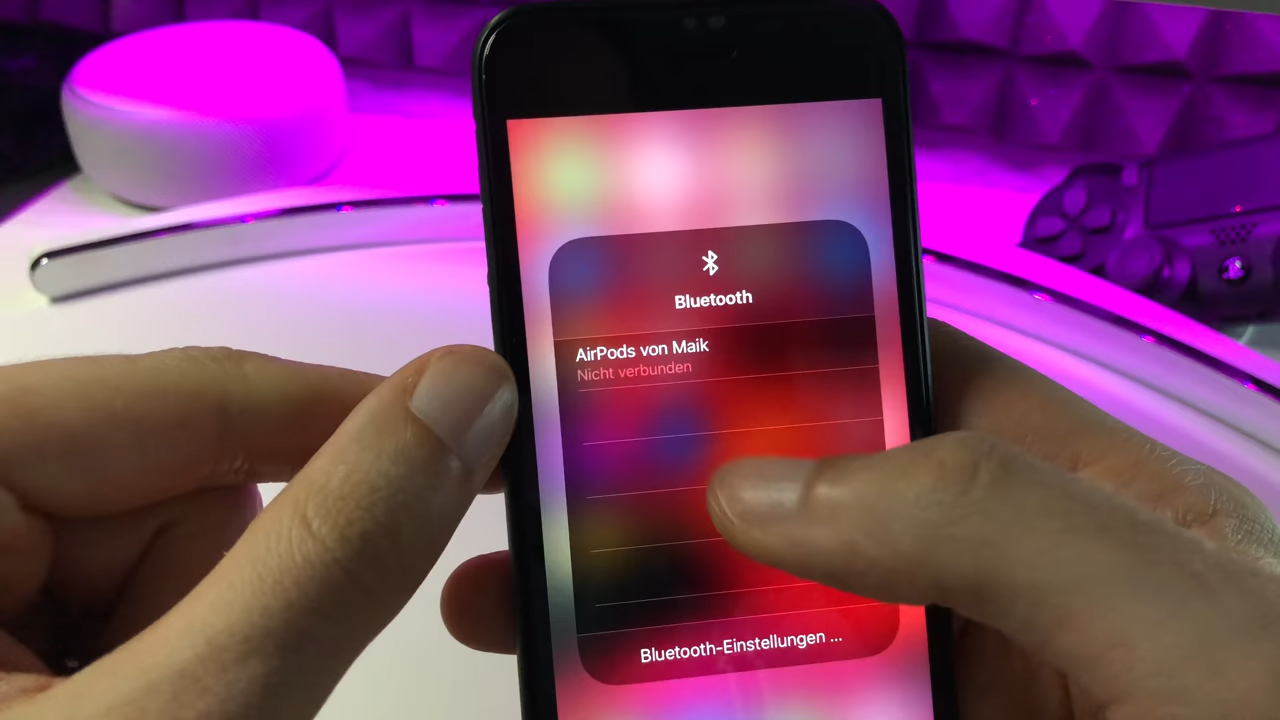 Bluetooth
AirPods von Maik
Nicht verbunden
Bluetooth-Einstellungen ...